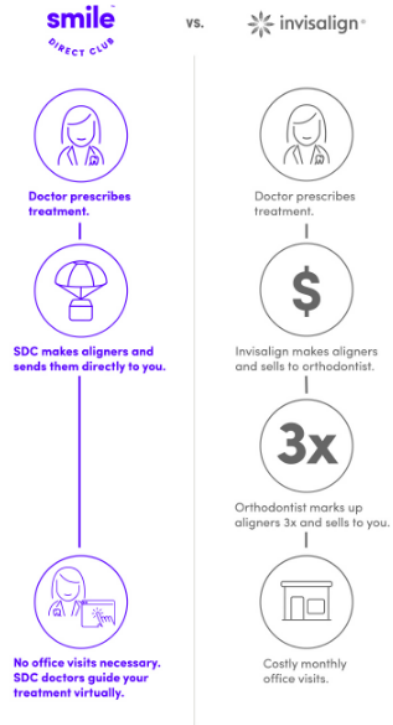 smile
DIRECT CLUB
vs.
invisalign
Doctor prescribes
treatment.
SDC makes aligners and
sends them directly to you.
No office visits necessary.
SDC doctors guide your
treatment virtually.
Doctor prescribes
treatment.
$
Invisalign makes aligners
and sells to orthodontist.
3x
Orthodontist marks up
aligners 3x and sells to you.
Costly monthly
office visits.